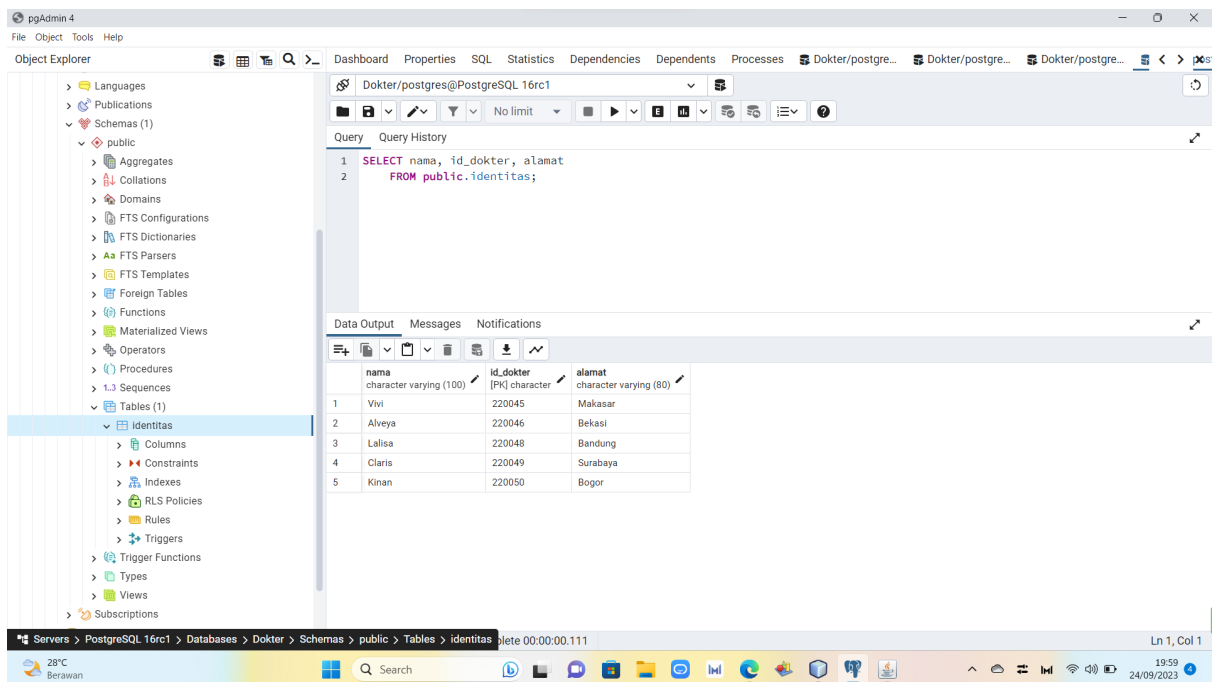 pgAdmin 4
File Object Tools Help
Object Explorer
Dashboard Properties SQL Statistics Dependencies Dependents Processes Dokter/postgre... Dokter/postgre... Dokter/postgre...
Languages
Publications
Schemas (1)
public
Aggregates
Collations
Domains
FTS Configurations
FTS Dictionaries
FTS Parsers
FTS Templates
Foreign Tables
Functions
Materialized Views
Operators
Procedures
Sequences
Tables (1)
identitas
Columns
Constraints
Indexes
RLS Policies
Rules
Triggers
Trigger Functions
Types
Views
Subscriptions
Dokter/postgres@PostgreSQL 16rc1
No limit
Query Query History
1 SELECT nama, id_dokter, alamat
2 FROM public.identitas;
Data Output Messages Notifications
nama id_dokter alamat
character varying (100) [PK] character character varying (80)
1 Vivi 220045 Makasar
2 Alveya 220046 Bekasi
3 Lalisa 220048 Bandung
4 Claris 220049 Surabaya
5 Kinan 220050 Bogor
Servers > PostgreSQL 16rc1 > Databases > Dokter > Schemas > public > Tables > identitas
00:00:00.111 Ln 1, Col 1
28°C
Berawan
Search
19:59
24/09/2023
4